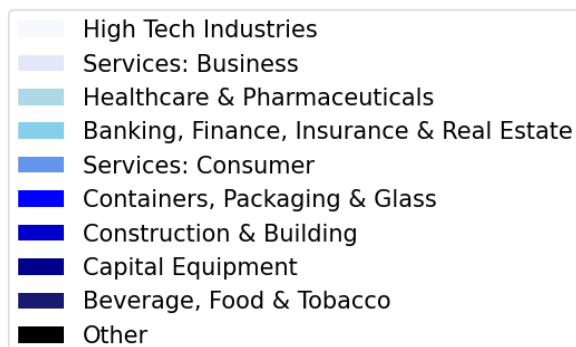 High Tech Industries
Services: Business
Healthcare & Pharmaceuticals
Banking, Finance, Insurance & Real Estate
Services: Consumer
Containers, Packaging & Glass
Construction & Building
Capital Equipment
Beverage, Food & Tobacco
Other